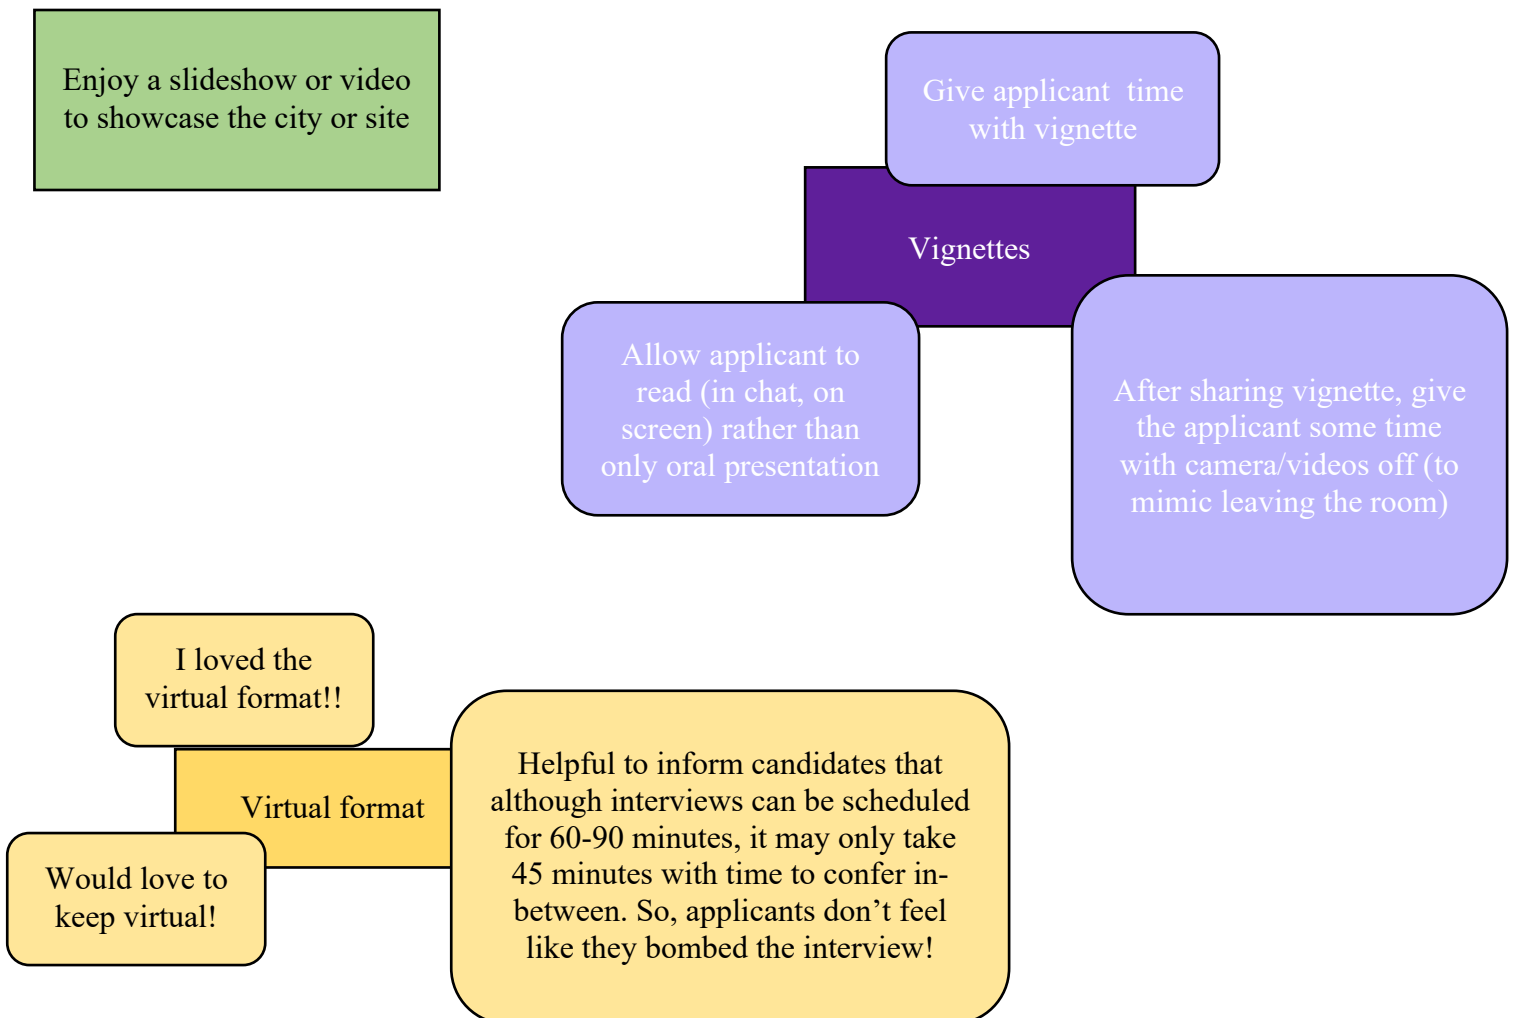 Enjoy a slideshow or video
to showcase the city or site
Give applicant  time
with vignette
Vignettes
Allow applicant to
read (in chat, on
screen) rather than
only oral presentation
After sharing vignette, give
the applicant some time
with camera/videos off (to
mimic leaving the room)
I loved the
virtual format!!
Virtual format
Would love to
keep virtual!
Helpful to inform candidates that
although interviews can be scheduled
for 60-90 minutes, it may only take
45 minutes with time to confer in-
between. So, applicants don’t feel
like they bombed the interview!